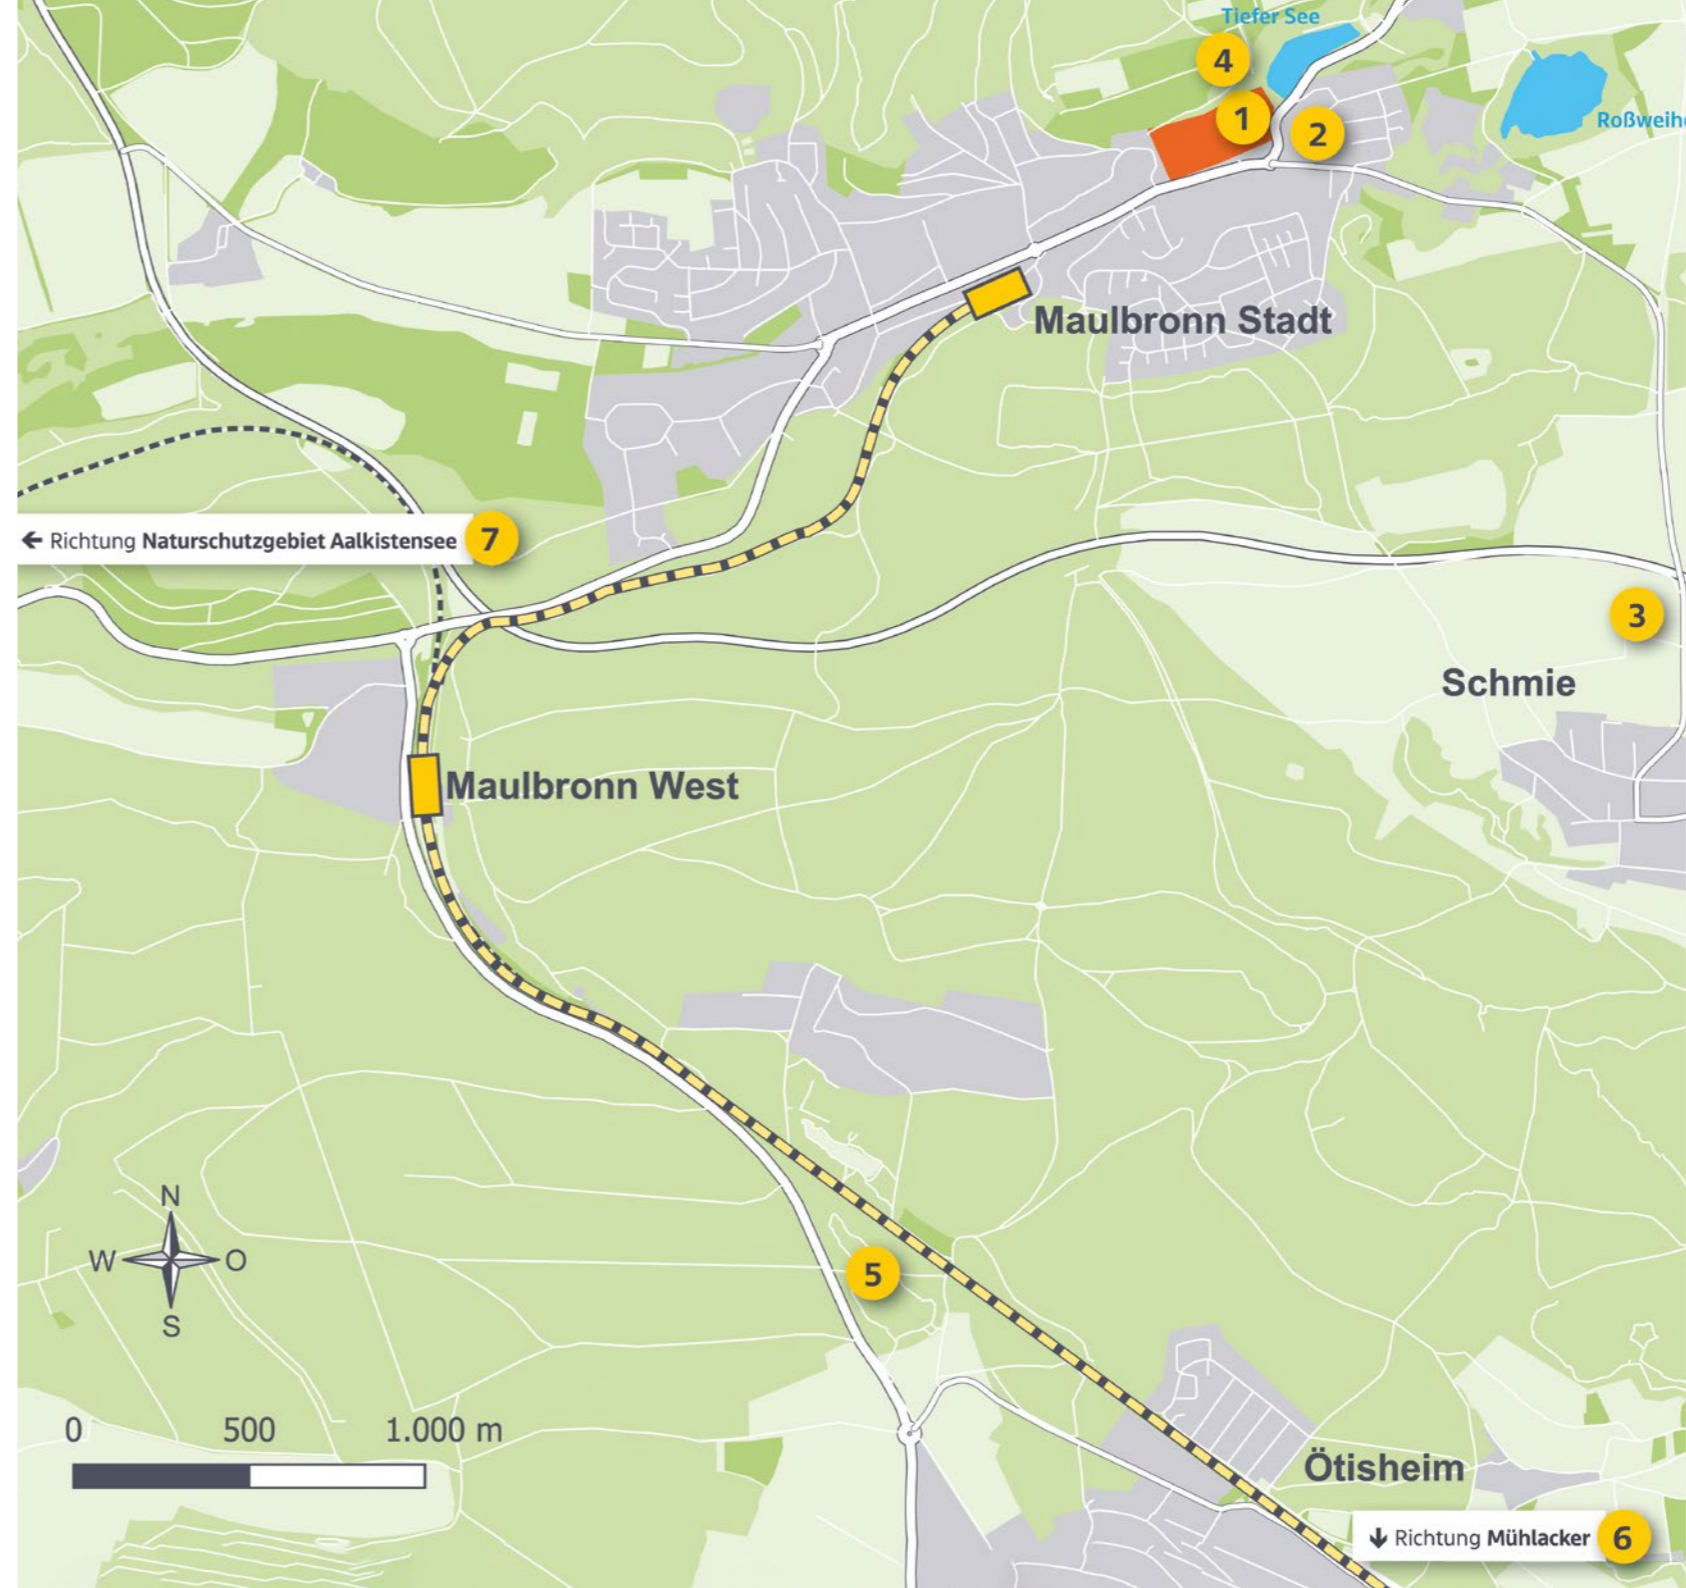 Tiefer See
4
1
2
Roßweih
Maulbronn Stadt
← Richtung Naturschutzgebiet Aalkistensee 7
3
Schmie
Maulbronn West
N
W O
S
5
0 500 1.000 m
Ötisheim
↓ Richtung Mühlacker 6